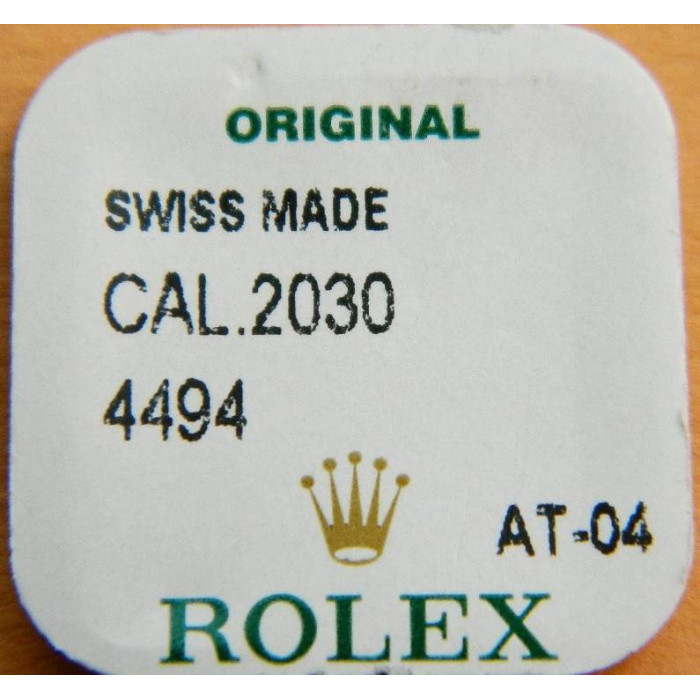 ORIGINAL
SWISS MADE
CAL.2030
4494
AT-04
ROLEX